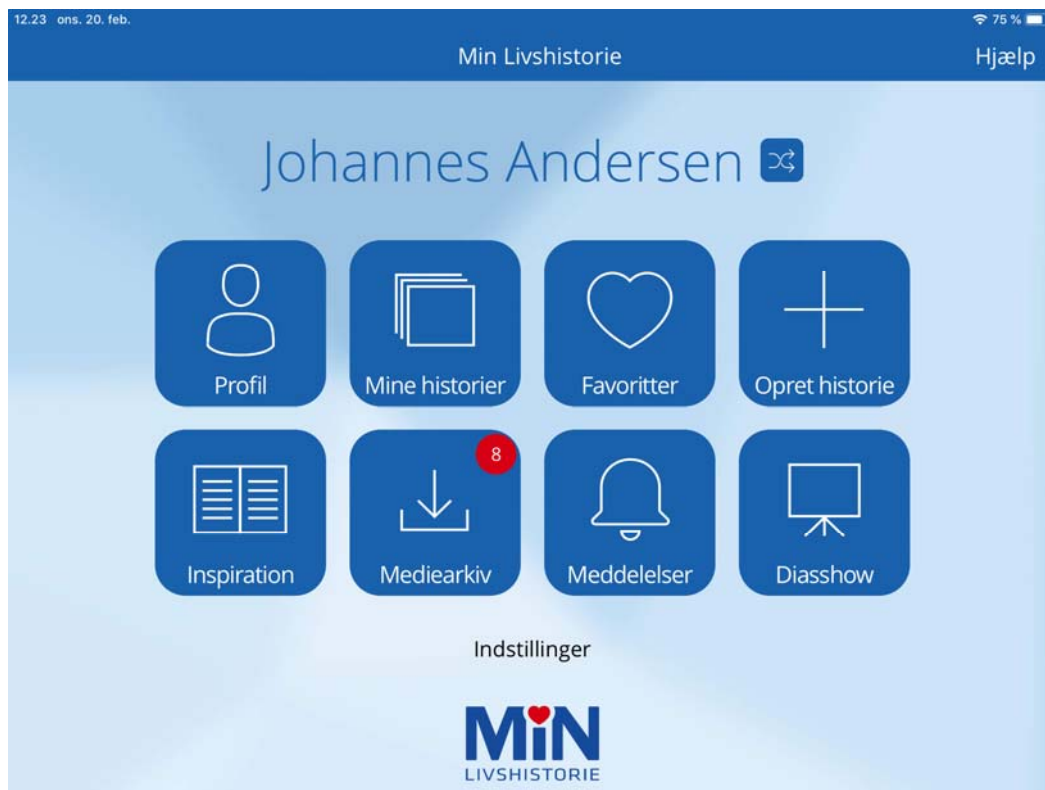 12.23 ons. 20. feb. 75 %
Min Livshistorie Hjælp
Johannes Andersen
Profil Mine historier Favoritter Opret historie
8
Inspiration Mediearkiv Meddelelser Diasshow
Indstillinger
MiN
LIVSHISTORIE